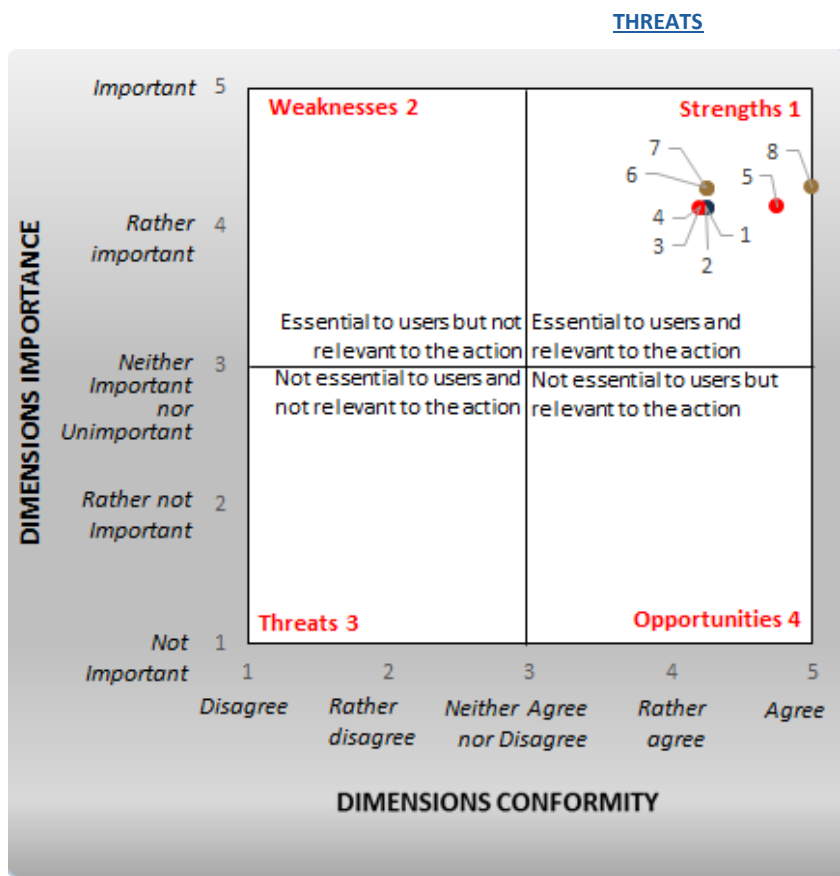 THREATS
Important 5
Weaknesses 2
Strengths 1
7
8
6
5
Rather
important
4
4
1
3
2
DIMENSIONS IMPORTANCE
Essential to users but not
relevant to the action
Essential to users and
relevant to the action
Neither
Important
nor
Unimportant
3
Not essential to users and
not relevant to the action
Not essential to users but
relevant to the action
Rather not
Important
2
Threats 3
Opportunities 4
Not
Important
1
1 2 3 4 5
Disagree
Rather
disagree
Neither Agree
nor Disagree
Rather
agree
Agree
DIMENSIONS CONFORMITY